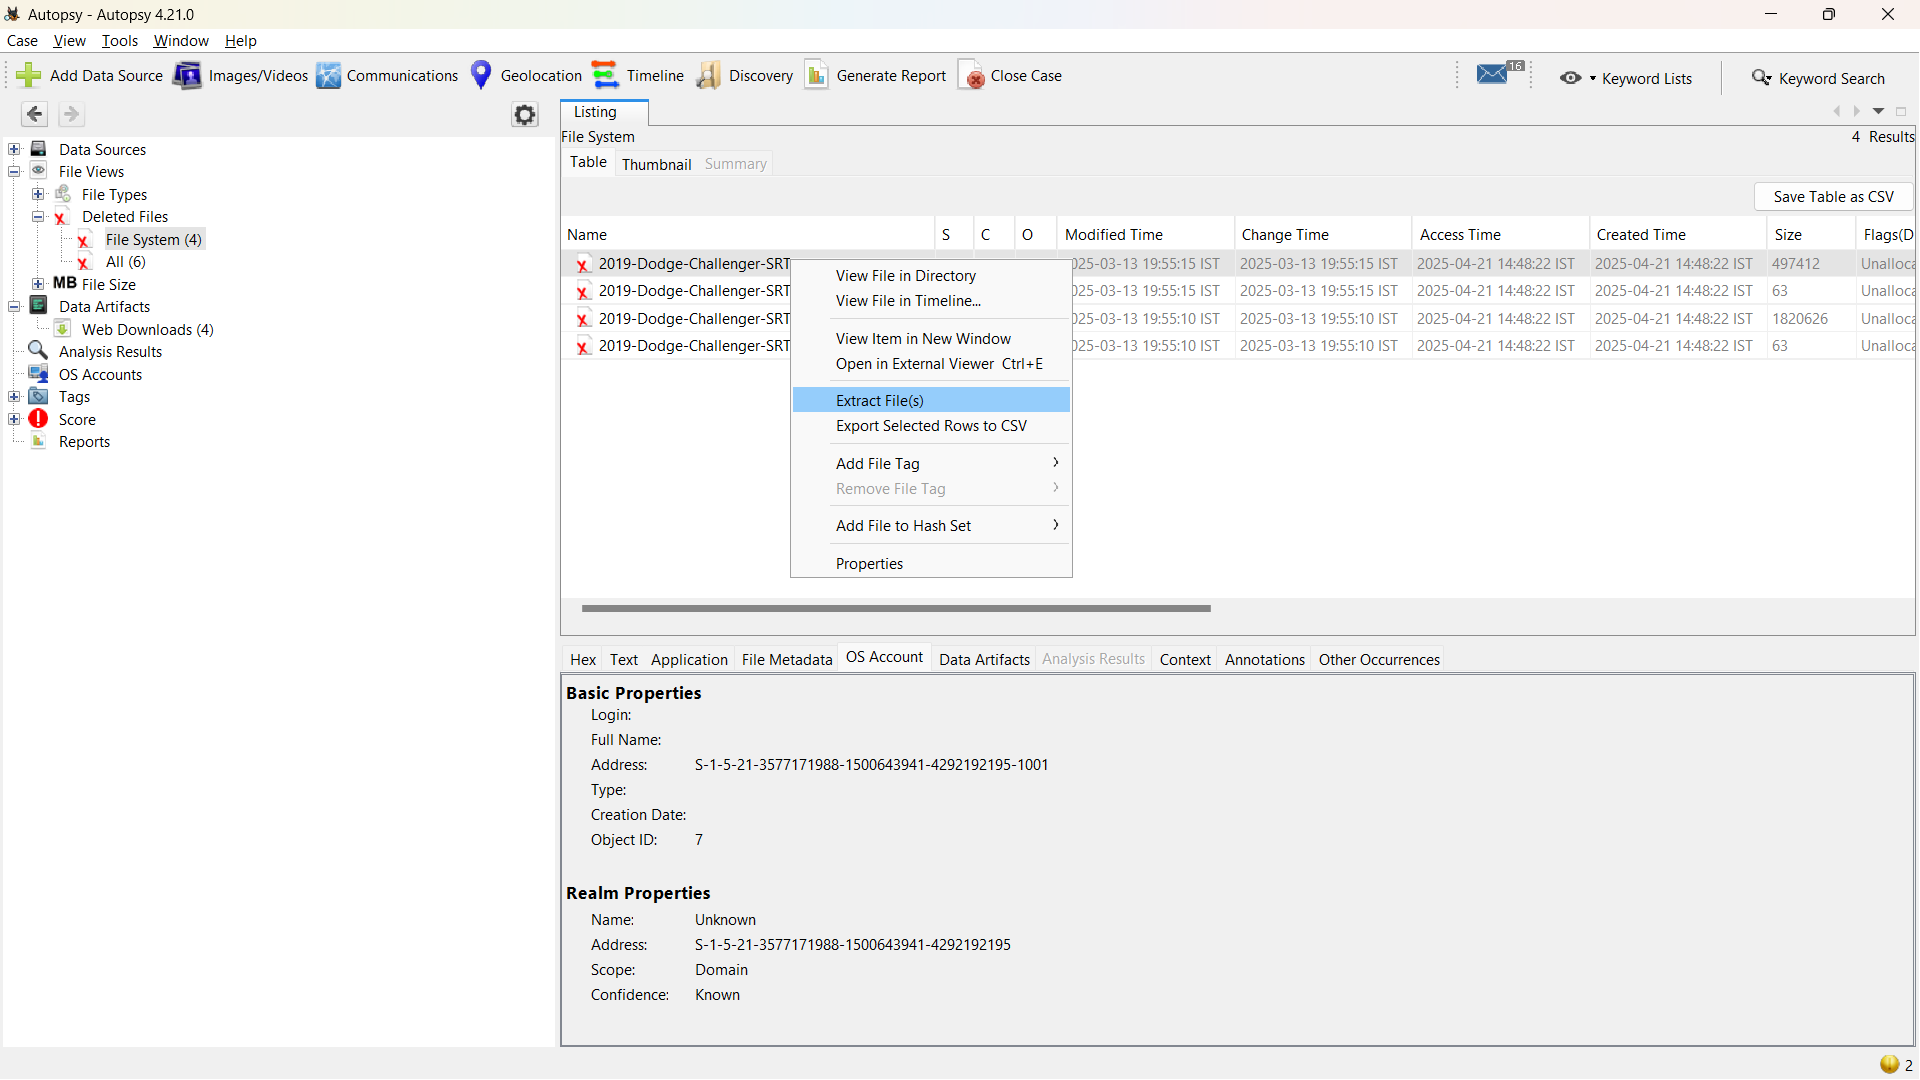 Autopsy - Autopsy 4.21.0
Case View Tools Window Help
Add Data Source Images/Videos Communications Geolocation Timeline Discovery Generate Report Close Case 16 Keyword Lists Keyword Search
Data Sources
File Views
File Types
Deleted Files
File System (4)
All (6)
MB File Size
Data Artifacts
Web Downloads (4)
Analysis Results
OS Accounts
Tags
Score
Reports
Listing
File System 4 Results
Table Thumbnail Summary
Save Table as CSV
Name S C O Modified Time Change Time Access Time Created Time Size Flags(D
2019-Dodge-Challenger-SRT 025-03-13 19:55:15 IST 2025-03-13 19:55:15 IST 2025-04-21 14:48:22 IST 2025-04-21 14:48:22 IST 497412 Unalloca
2019-Dodge-Challenger-SRT 025-03-13 19:55:15 IST 2025-03-13 19:55:15 IST 2025-04-21 14:48:22 IST 2025-04-21 14:48:22 IST 63 Unalloca
2019-Dodge-Challenger-SRT 025-03-13 19:55:10 IST 2025-03-13 19:55:10 IST 2025-04-21 14:48:22 IST 2025-04-21 14:48:22 IST 1820626 Unalloca
2019-Dodge-Challenger-SRT 025-03-13 19:55:10 IST 2025-03-13 19:55:10 IST 2025-04-21 14:48:22 IST 2025-04-21 14:48:22 IST 63 Unalloca
View File in Directory
View File in Timeline...
View Item in New Window
Open in External Viewer Ctrl+E
Extract File(s)
Export Selected Rows to CSV
Add File Tag
Remove File Tag
Add File to Hash Set
Properties
Hex Text Application File Metadata OS Account Data Artifacts Analysis Results Context Annotations Other Occurrences
Basic Properties
Login:
Full Name:
Address: S-1-5-21-3577171988-1500643941-4292192195-1001
Type:
Creation Date:
Object ID: 7
Realm Properties
Name: Unknown
Address: S-1-5-21-3577171988-1500643941-4292192195
Scope: Domain
Confidence: Known
2